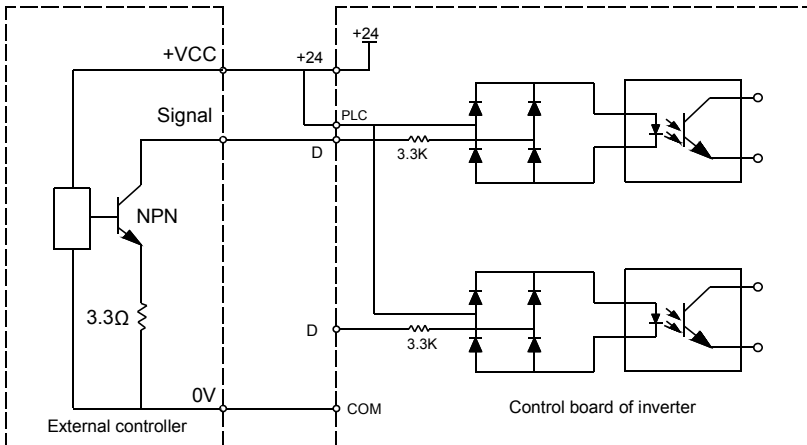 +24
+VCC
+24
Signal
PLC
D
3.3K
NPN
3.3Ω
D
3.3K
0V
COM
Control board of inverter
External controller